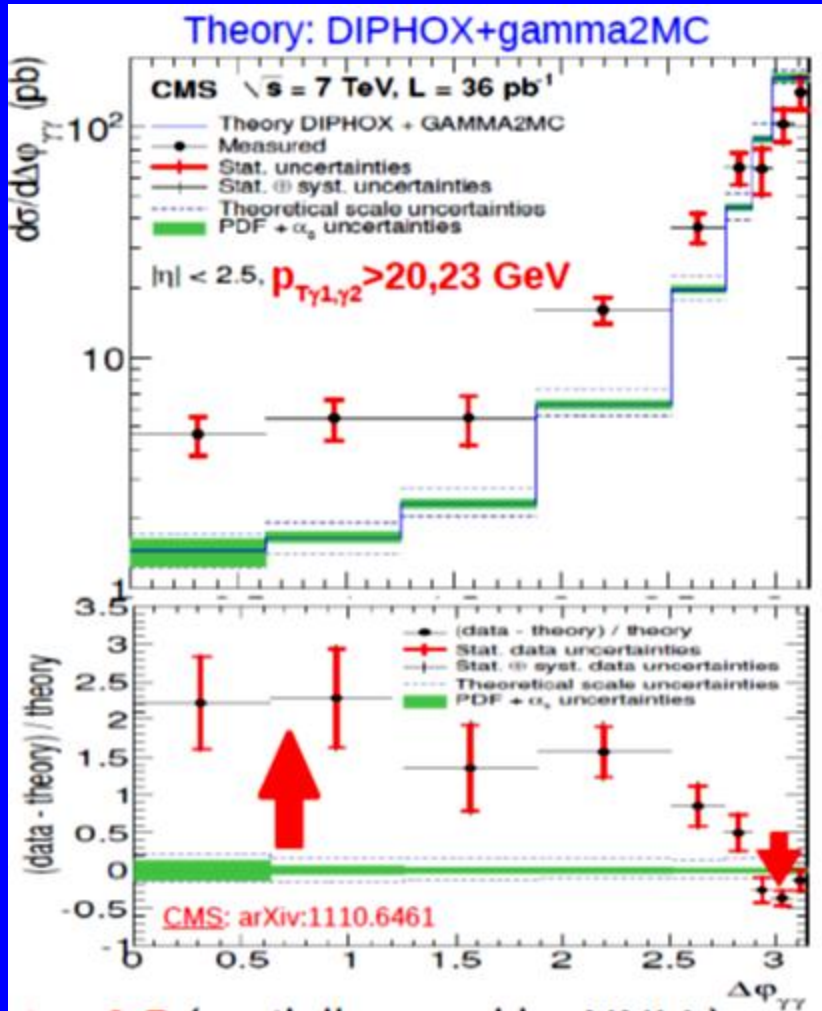 Theory: DIPHOX+gamma2MC
dσ/dΔφγγ (pb)
CMS √s = 7 TeV, L = 36 pb⁻¹
Theory DIPHOX + GAMMA2MC
Measured
Stat. uncertainties
Stat. ⊕ syst. uncertainties
Theoretical scale uncertainties
PDF + αs uncertainties
|η| < 2.5, pTγ1,γ2>20,23 GeV
10²
10
1
(data - theory) / theory
(data - theory) / theory
Stat. data uncertainties
Stat. ⊕ syst. data uncertainties
Theoretical scale uncertainties
PDF + αs uncertainties
3.5
3
2.5
2
1.5
1
0.5
0
-0.5
-1
CMS: arXiv:1110.6461
0 0.5 1 1.5 2 2.5 3
Δφγγ